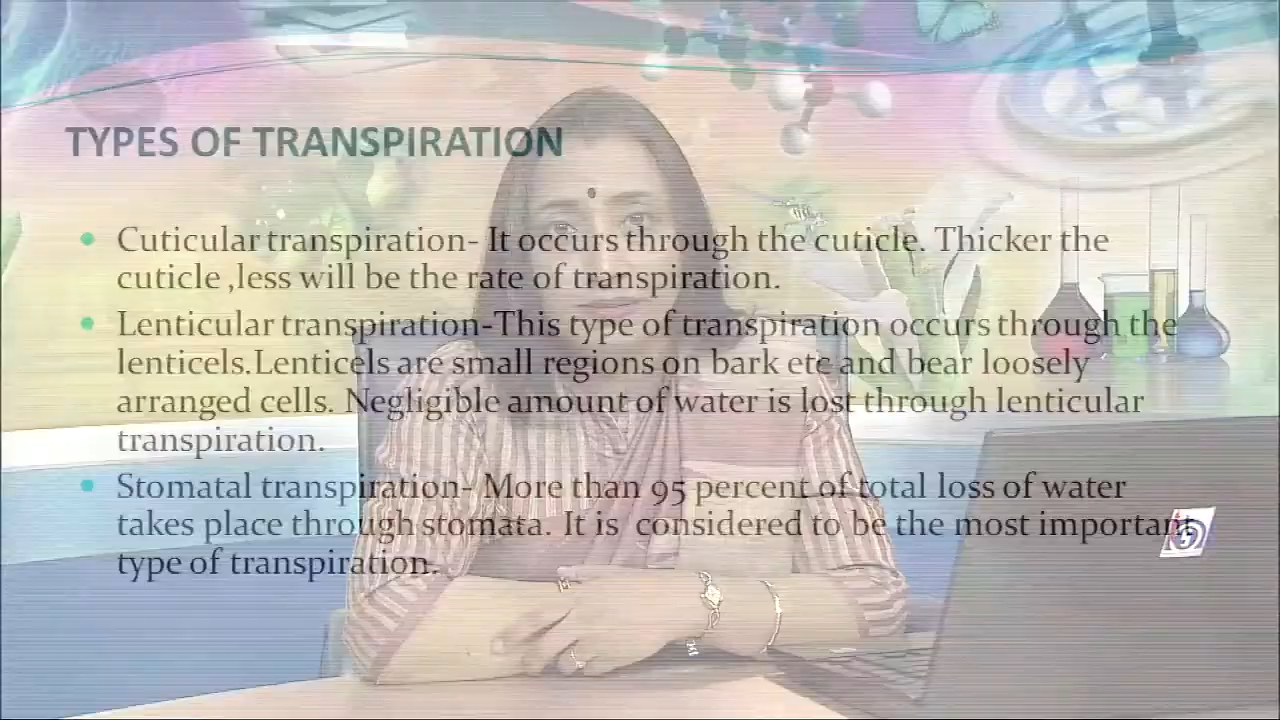 TYPES OF TRANSPIRATION
Cuticular transpiration- It occurs through the cuticle. Thicker the
cuticle ,less will be the rate of transpiration.
Lenticular transpiration-This type of transpiration occurs through the
lenticels.Lenticels are small regions on bark etc and bear loosely
arranged cells. Negligible amount of water is lost through lenticular
transpiration.
Stomatal transpiration- More than 95 percent of total loss of water
takes place through stomata. It is considered to be the most important
type of transpiration.